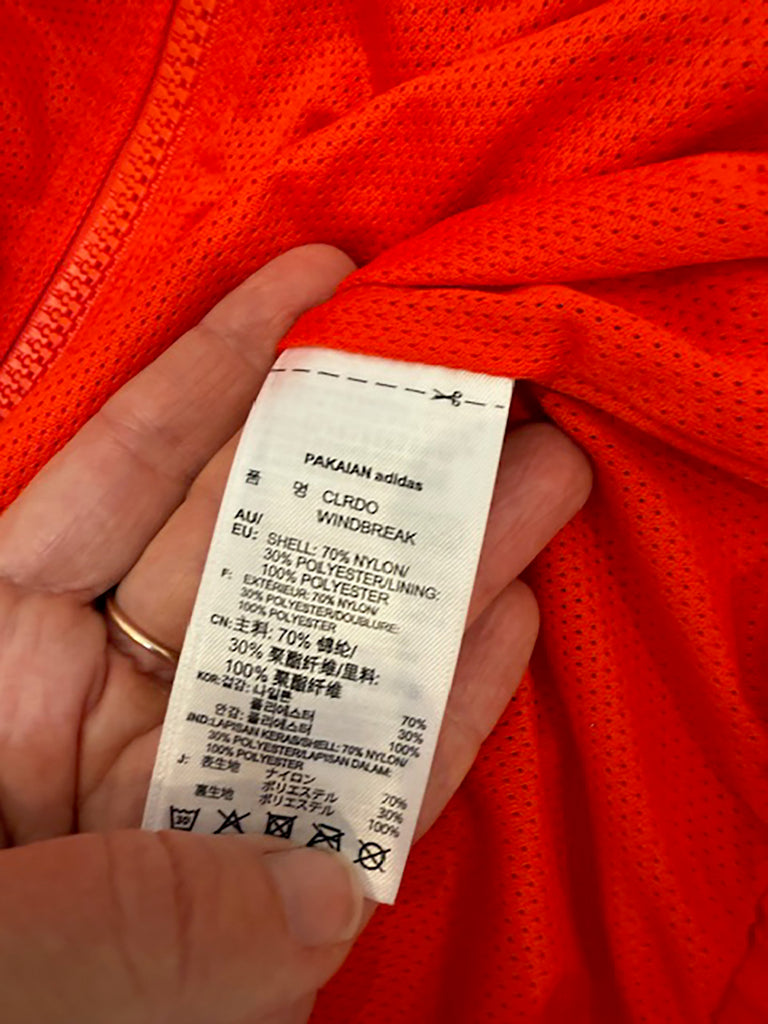 PAKAIAN adidas
품 명 CLRDO
WINDBREAK
AU/
EU: SHELL: 70% NYLON/
30% POLYESTER/LINING:
100% POLYESTER
F: EXTÉRIEUR: 70% NYLON/
30% POLYESTER/DOUBLURE:
100% POLYESTER
CN: 主料: 70% 锦纶/
30% 聚酯纤维/里料:
100% 聚酯纤维
KOR: 겉감: 나일론 70%
폴리에스터 30%
안감: 폴리에스터 100%
IND: LAPISAN KERAS/SHELL: 70% NYLON/
30% POLYESTER/LAPISAN DALAM:
100% POLYESTER
J: 表生地 ナイロン 70%
ポリエステル 30%
裏生地 ポリエステル 100%
30